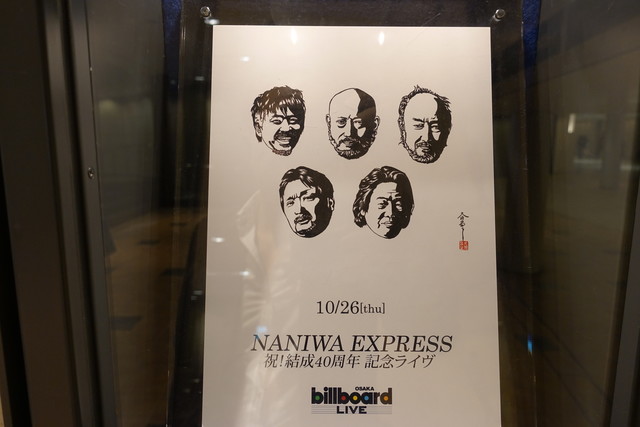 10/26[thu]
NANIWA EXPRESS
祝!結成40周年 記念ライヴ
OSAKA
billboard
LIVE